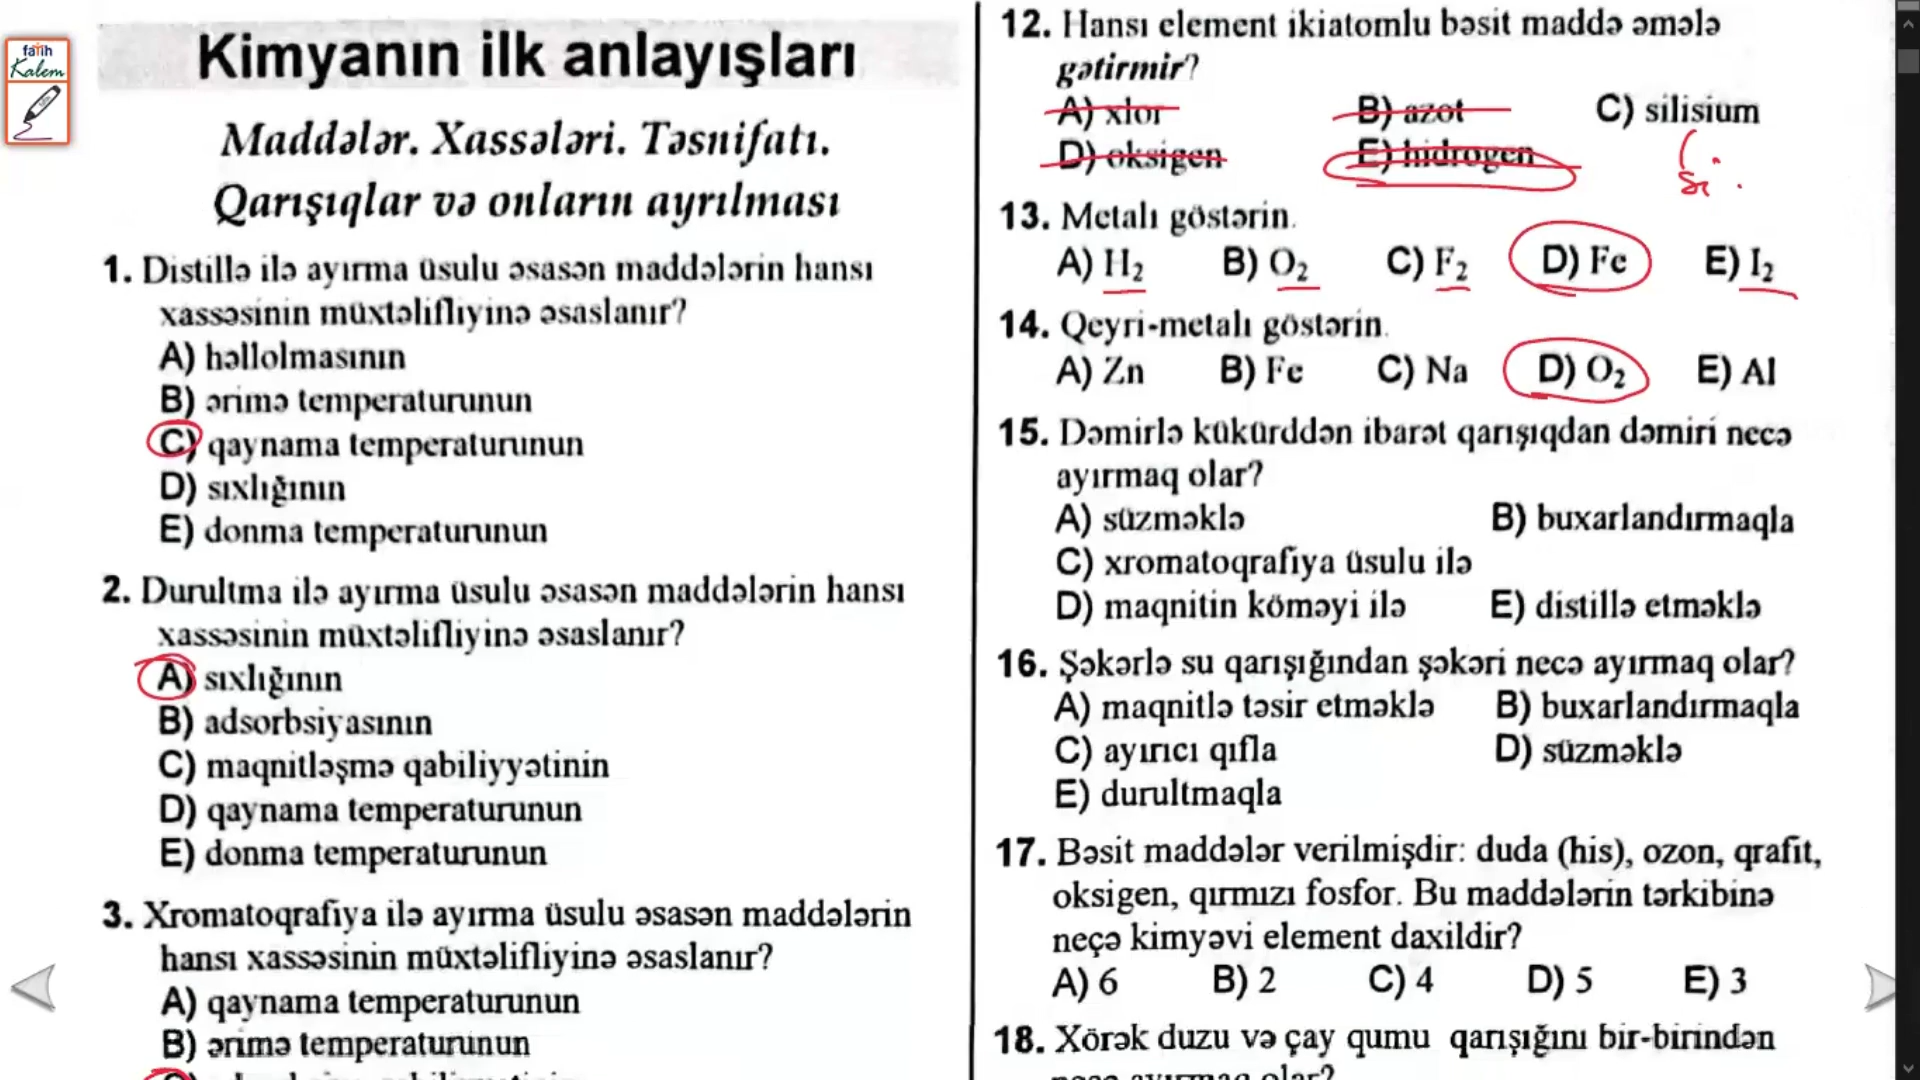 fatih
Kalem
Kimyanın ilk anlayışları
Maddələr. Xassələri. Təsnifatı.
Qarışıqlar və onların ayrılması
1. Distillə ilə ayırma üsulu əsasən maddələrin hansı
xassəsinin müxtəlifliyinə əsaslanır?
A) həllolmasının
B) ərimə temperaturunun
C) qaynama temperaturunun
D) sıxlığının
E) donma temperaturunun
2. Durultma ilə ayırma üsulu əsasən maddələrin hansı
xassəsinin müxtəlifliyinə əsaslanır?
A) sıxlığının
B) adsorbsiyasının
C) maqnitləşmə qabiliyyətinin
D) qaynama temperaturunun
E) donma temperaturunun
3. Xromatoqrafiya ilə ayırma üsulu əsasən maddələrin
hansı xassəsinin müxtəlifliyinə əsaslanır?
A) qaynama temperaturunun
B) ərimə temperaturunun
12. Hansı element ikiatomlu bəsit maddə əmələ
gətirmir?
A) xlor B) azot C) silisium
D) oksigen E) hidrogen
Si
13. Metalı göstərin.
A) H₂ B) O₂ C) F₂ D) Fe E) I₂
14. Qeyri-metalı göstərin.
A) Zn B) Fe C) Na D) O₂ E) Al
15. Dəmirlə kükürddən ibarət qarışıqdan dəmiri necə
ayırmaq olar?
A) süzməklə B) buxarlandırmaqla
C) xromatoqrafiya üsulu ilə
D) maqnitin köməyi ilə E) distillə etməklə
16. Şəkərlə su qarışığından şəkəri necə ayırmaq olar?
A) maqnitlə təsir etməklə B) buxarlandırmaqla
C) ayırıcı qıfla D) süzməklə
E) durultmaqla
17. Bəsit maddələr verilmişdir: duda (his), ozon, qrafit,
oksigen, qırmızı fosfor. Bu maddələrin tərkibinə
neçə kimyəvi element daxildir?
A) 6 B) 2 C) 4 D) 5 E) 3
18. Xörək duzu və çay qumu qarışığını bir-birindən
necə ayırmaq olar?